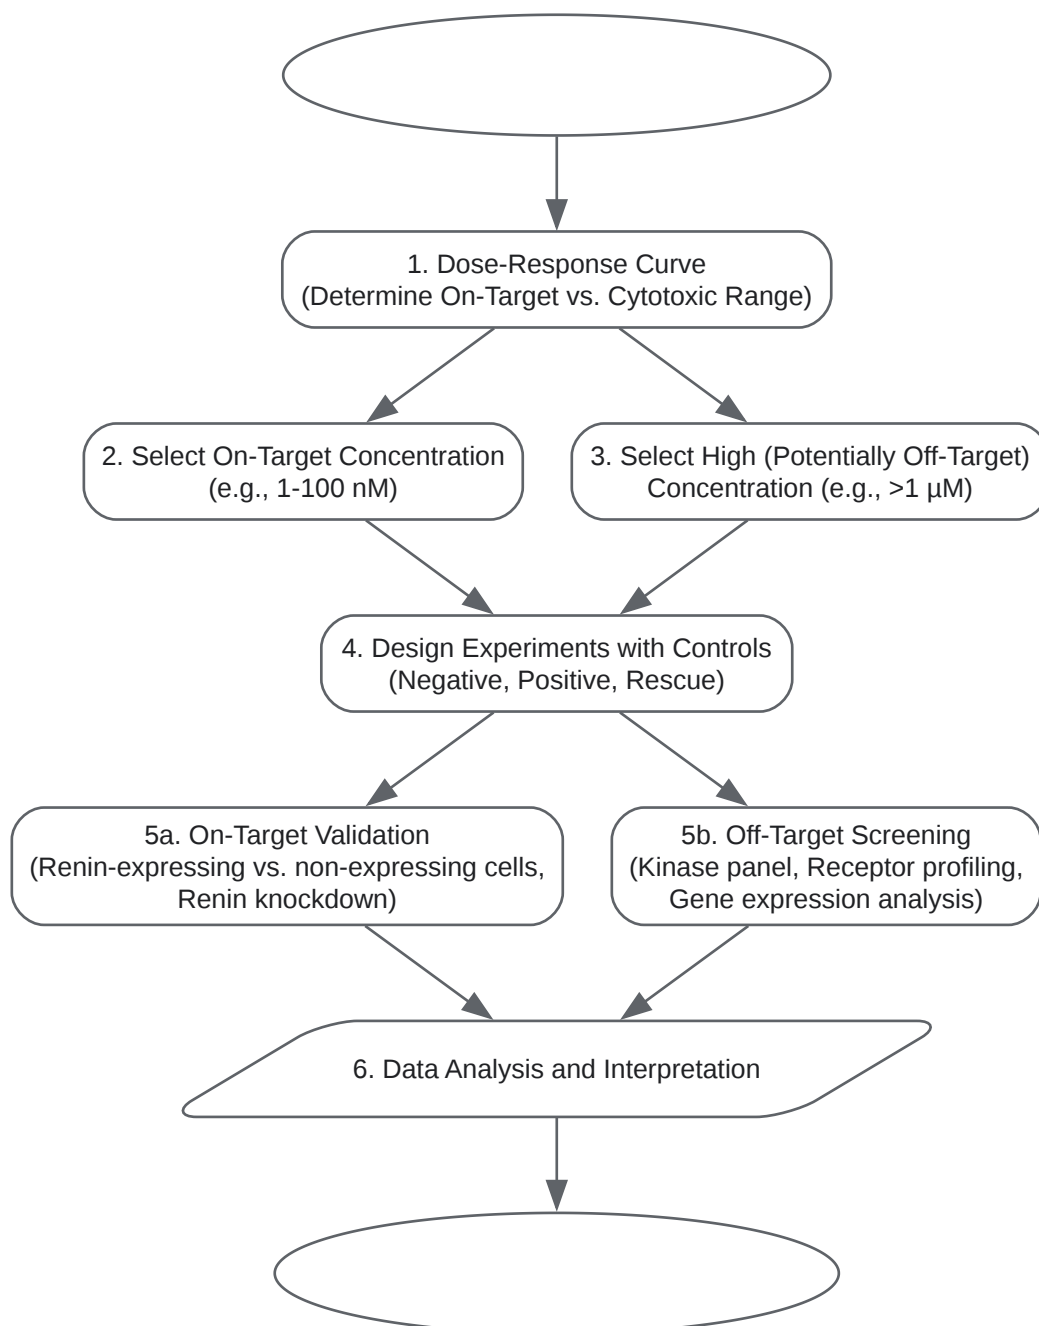 1. Dose-Response Curve
(Determine On-Target vs. Cytotoxic Range)
2. Select On-Target Concentration
(e.g., 1-100 nM)
3. Select High (Potentially Off-Target)
Concentration (e.g., >1 µM)
4. Design Experiments with Controls
(Negative, Positive, Rescue)
5a. On-Target Validation
(Renin-expressing vs. non-expressing cells,
Renin knockdown)
5b. Off-Target Screening
(Kinase panel, Receptor profiling,
Gene expression analysis)
6. Data Analysis and Interpretation